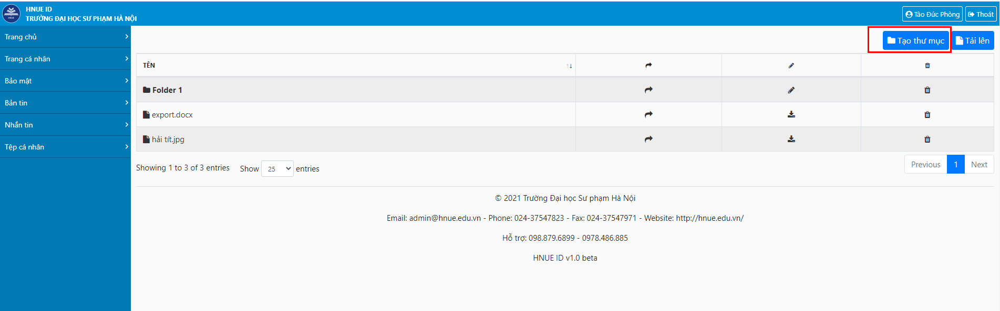 HNUE ID
TRƯỜNG ĐẠI HỌC SƯ PHẠM HÀ NỘI
Tào Đức Phòng
Thoát
Trang chủ
Trang cá nhân
Bảo mật
Bản tin
Nhắn tin
Tệp cá nhân
Tạo thư mục
Tải lên
TÊN
Folder 1
export.docx
hải tít.jpg
Showing 1 to 3 of 3 entries
Show 25 entries
Previous 1 Next
© 2021 Trường Đại học Sư phạm Hà Nội
Email: admin@hnue.edu.vn - Phone: 024-37547823 - Fax: 024-37547971 - Website: http://hnue.edu.vn/
Hỗ trợ: 098.879.6899 - 0978.486.885
HNUE ID v1.0 beta